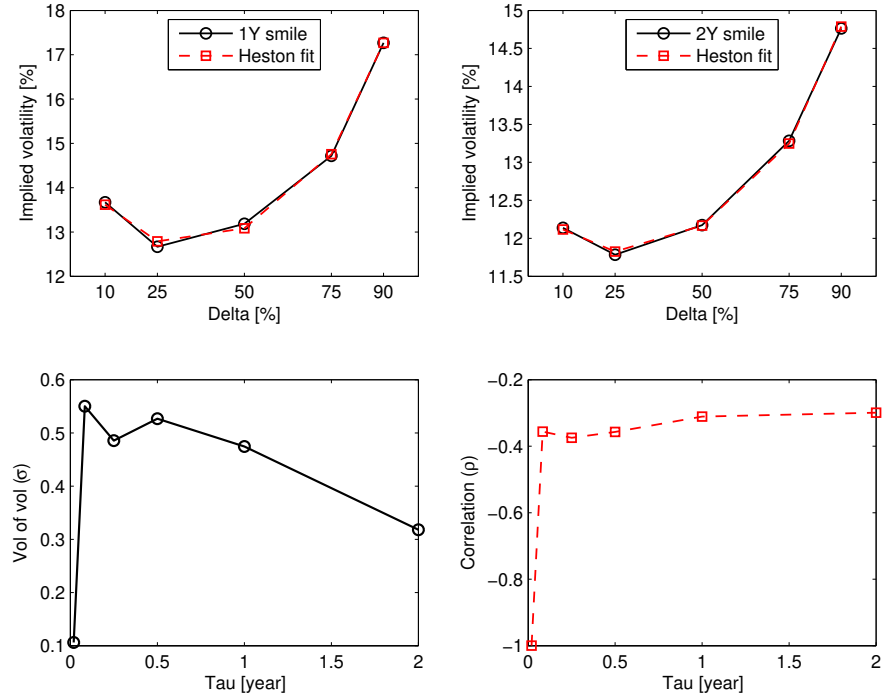 18
17
16
15
14
13
12
Implied volatility [%]
1Y smile
Heston fit
10 25 50 75 90
Delta [%]
15
14.5
14
13.5
13
12.5
12
11.5
Implied volatility [%]
2Y smile
Heston fit
10 25 50 75 90
Delta [%]
0.6
0.5
0.4
0.3
0.2
0.1
Vol of vol (σ)
0 0.5 1 1.5 2
Tau [year]
−0.2
−0.4
−0.6
−0.8
−1
Correlation (ρ)
0 0.5 1 1.5 2
Tau [year]